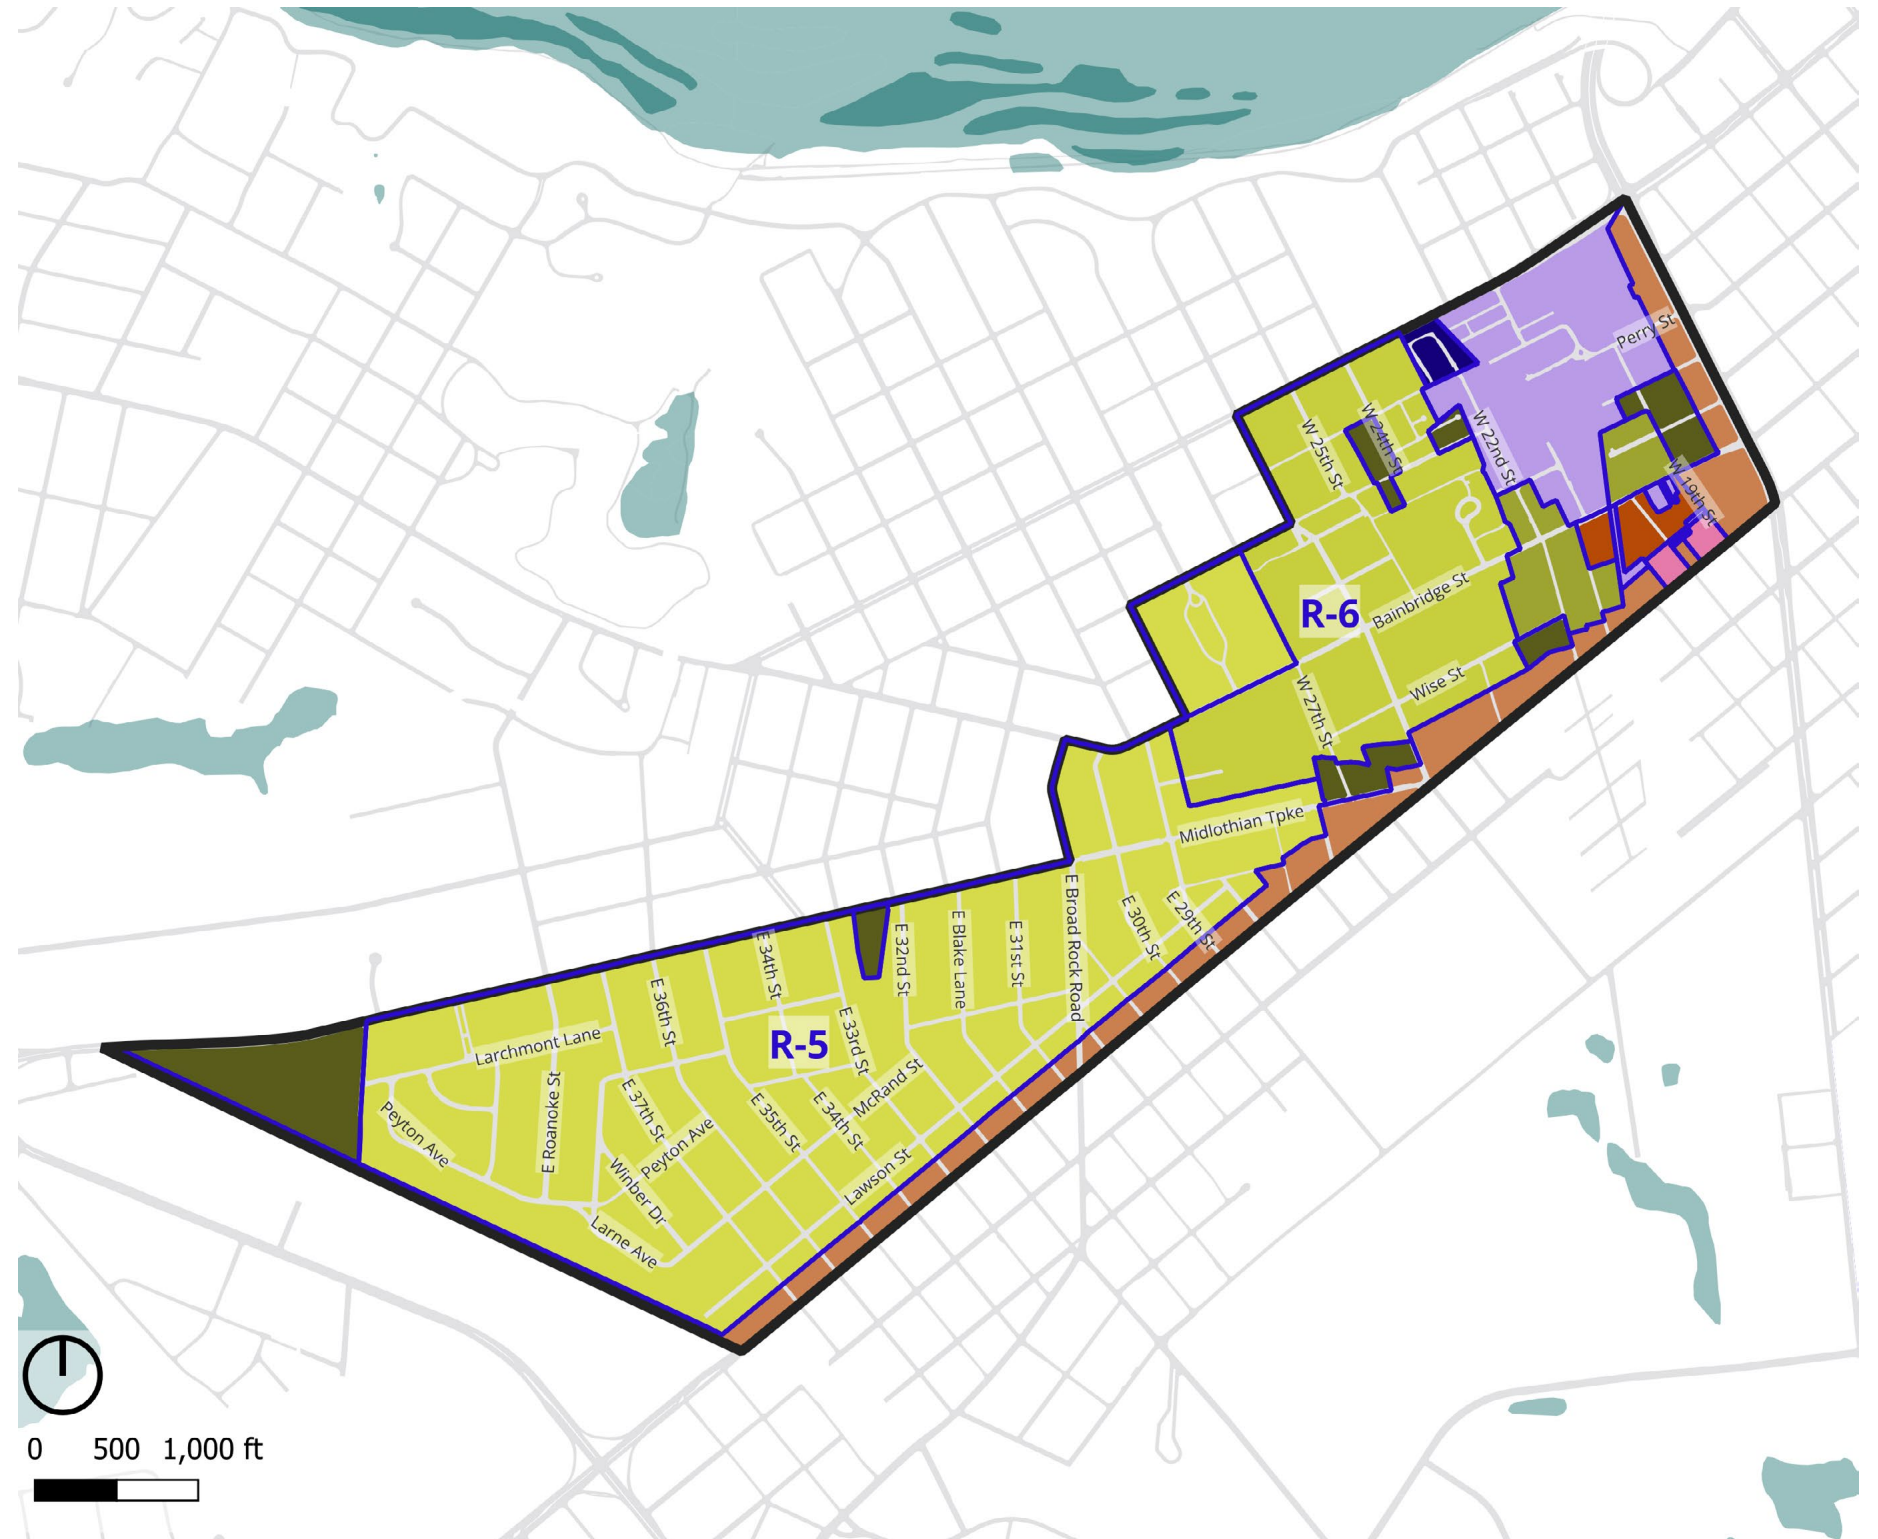 Perry St
W 25th St
W 24th St
W 22nd St
W 19th St
R-6
Bainbridge St
W 27th St
Wise St
Midlothian Tpke
E Broad Rock Road
E 30th St
E 29th St
E 34th St
E 32nd St
E Blake Lane
E 31st St
E 36th St
R-5
E 33rd St
Larchmont Lane
McRand St
Peyton Ave
E Roanoke St
E 37th St
Peyton Ave
E 35th St
E 34th St
Winber Dr
Lawson St
Larne Ave
0 500 1,000 ft